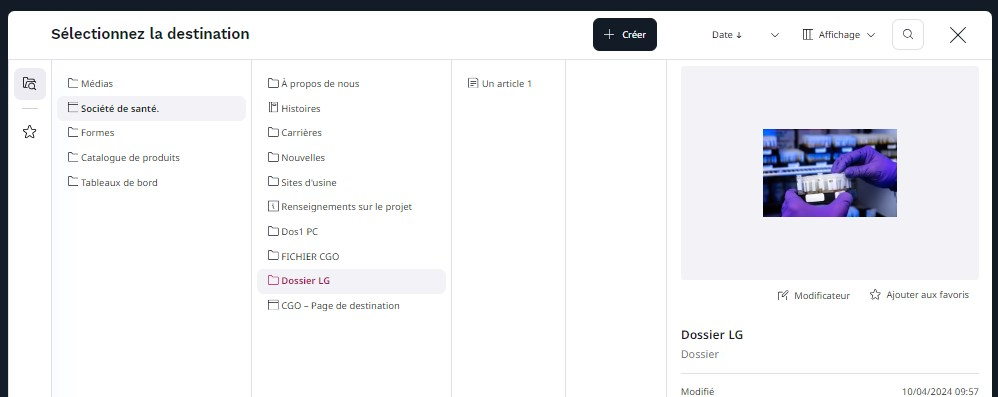 Sélectionnez la destination
Créer
Date ↓
Affichage
Médias
Société de santé.
Formes
Catalogue de produits
Tableaux de bord
À propos de nous
Histoires
Carrières
Nouvelles
Sites d'usine
Renseignements sur le projet
Dos1 PC
FICHIER CGO
Dossier LG
CGO – Page de destination
Un article 1
Modificateur
Ajouter aux favoris
Dossier LG
Dossier
Modifié 10/04/2024 09:57